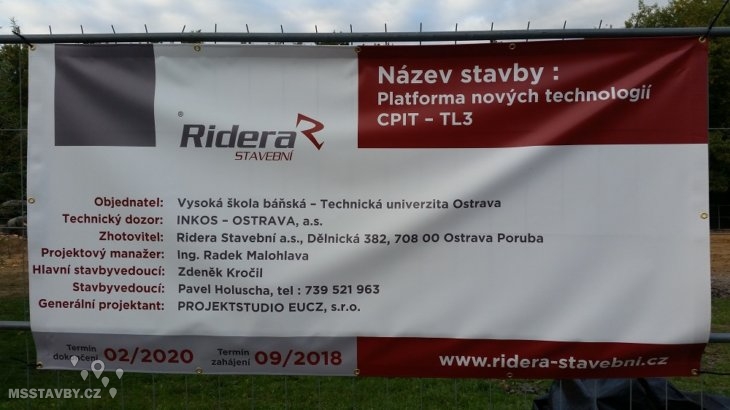 Název stavby :
Platforma nových technologií
CPIT – TL3
® Ridera
STAVEBNÍ
Objednatel: Vysoká škola báňská – Technická univerzita Ostrava
Technický dozor: INKOS – OSTRAVA, a.s.
Zhotovitel: Ridera Stavební a.s., Dělnická 382, 708 00 Ostrava Poruba
Projektový manažer: Ing. Radek Malohlava
Hlavní stavbyvedoucí: Zdeněk Kročil
Stavbyvedoucí: Pavel Holuscha, tel : 739 521 963
Generální projektant: PROJEKTSTUDIO EUCZ, s.r.o.
Termín
dokončení 02/2020
Termín
zahájení 09/2018
www.ridera-stavebni.cz
MSSTAVBY.CZ